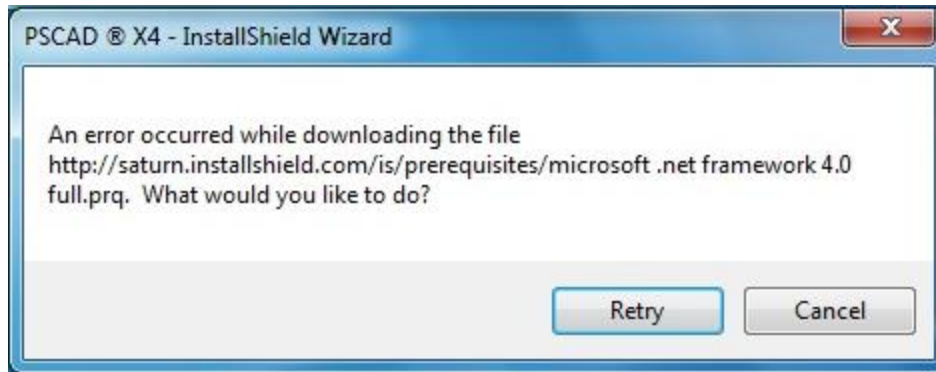 PSCAD ® X4 - InstallShield Wizard
An error occurred while downloading the file
http://saturn.installshield.com/is/prerequisites/microsoft .net framework 4.0
full.prq.  What would you like to do?
Retry
Cancel